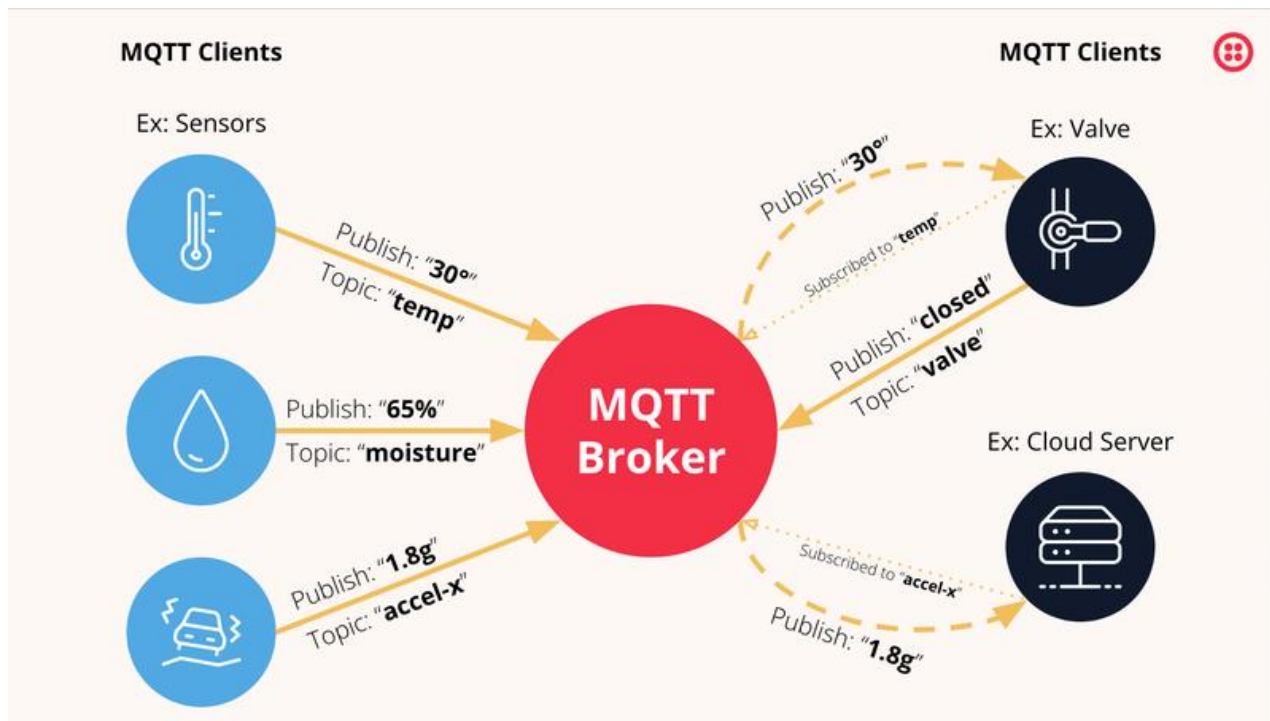 MQTT Clients
MQTT Clients
Ex: Sensors
Ex: Valve
Publish: “30°”
Topic: “temp”
Publish: “30°”
Subscribed to “temp”
Publish: “closed”
Topic: “valve”
Publish: “65%”
Topic: “moisture”
MQTT
Broker
Ex: Cloud Server
Publish: “1.8g”
Topic: “accel-x”
Subscribed to “accel-x”
Publish: “1.8g”